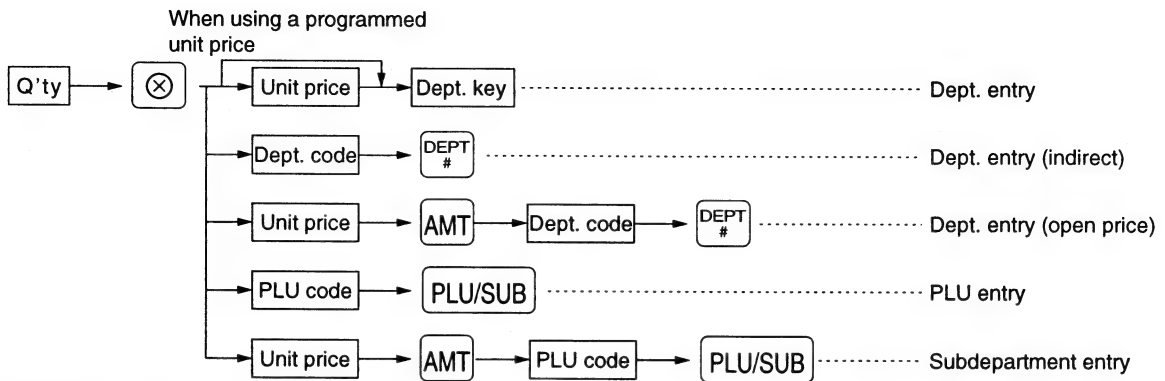 When using a programmed
unit price
Q'ty ⊗ Unit price Dept. key Dept. entry
Dept. code DEPT # Dept. entry (indirect)
Unit price AMT Dept. code DEPT # Dept. entry (open price)
PLU code PLU/SUB PLU entry
Unit price AMT PLU code PLU/SUB Subdepartment entry